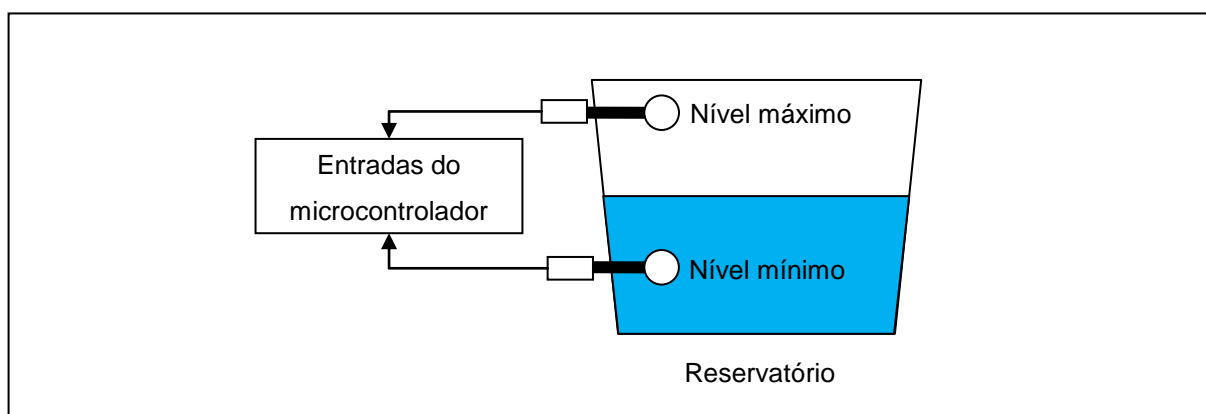 Nível máximo
Entradas do
microcontrolador
Nível mínimo
Reservatório